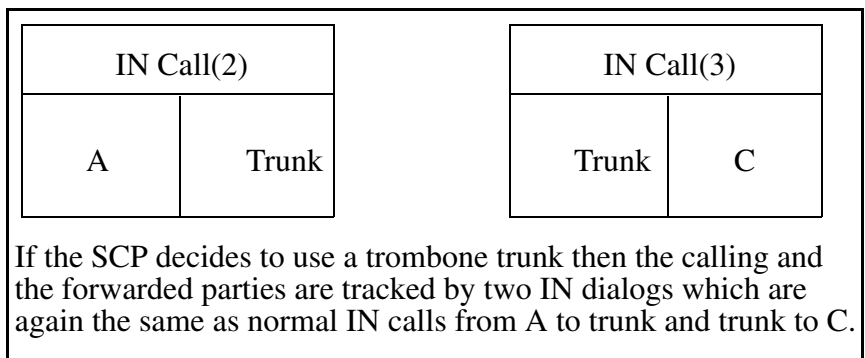 IN Call(2)
IN Call(3)
A
Trunk
Trunk
C
If the SCP decides to use a trombone trunk then the calling and
the forwarded parties are tracked by two IN dialogs which are
again the same as normal IN calls from A to trunk and trunk to C.